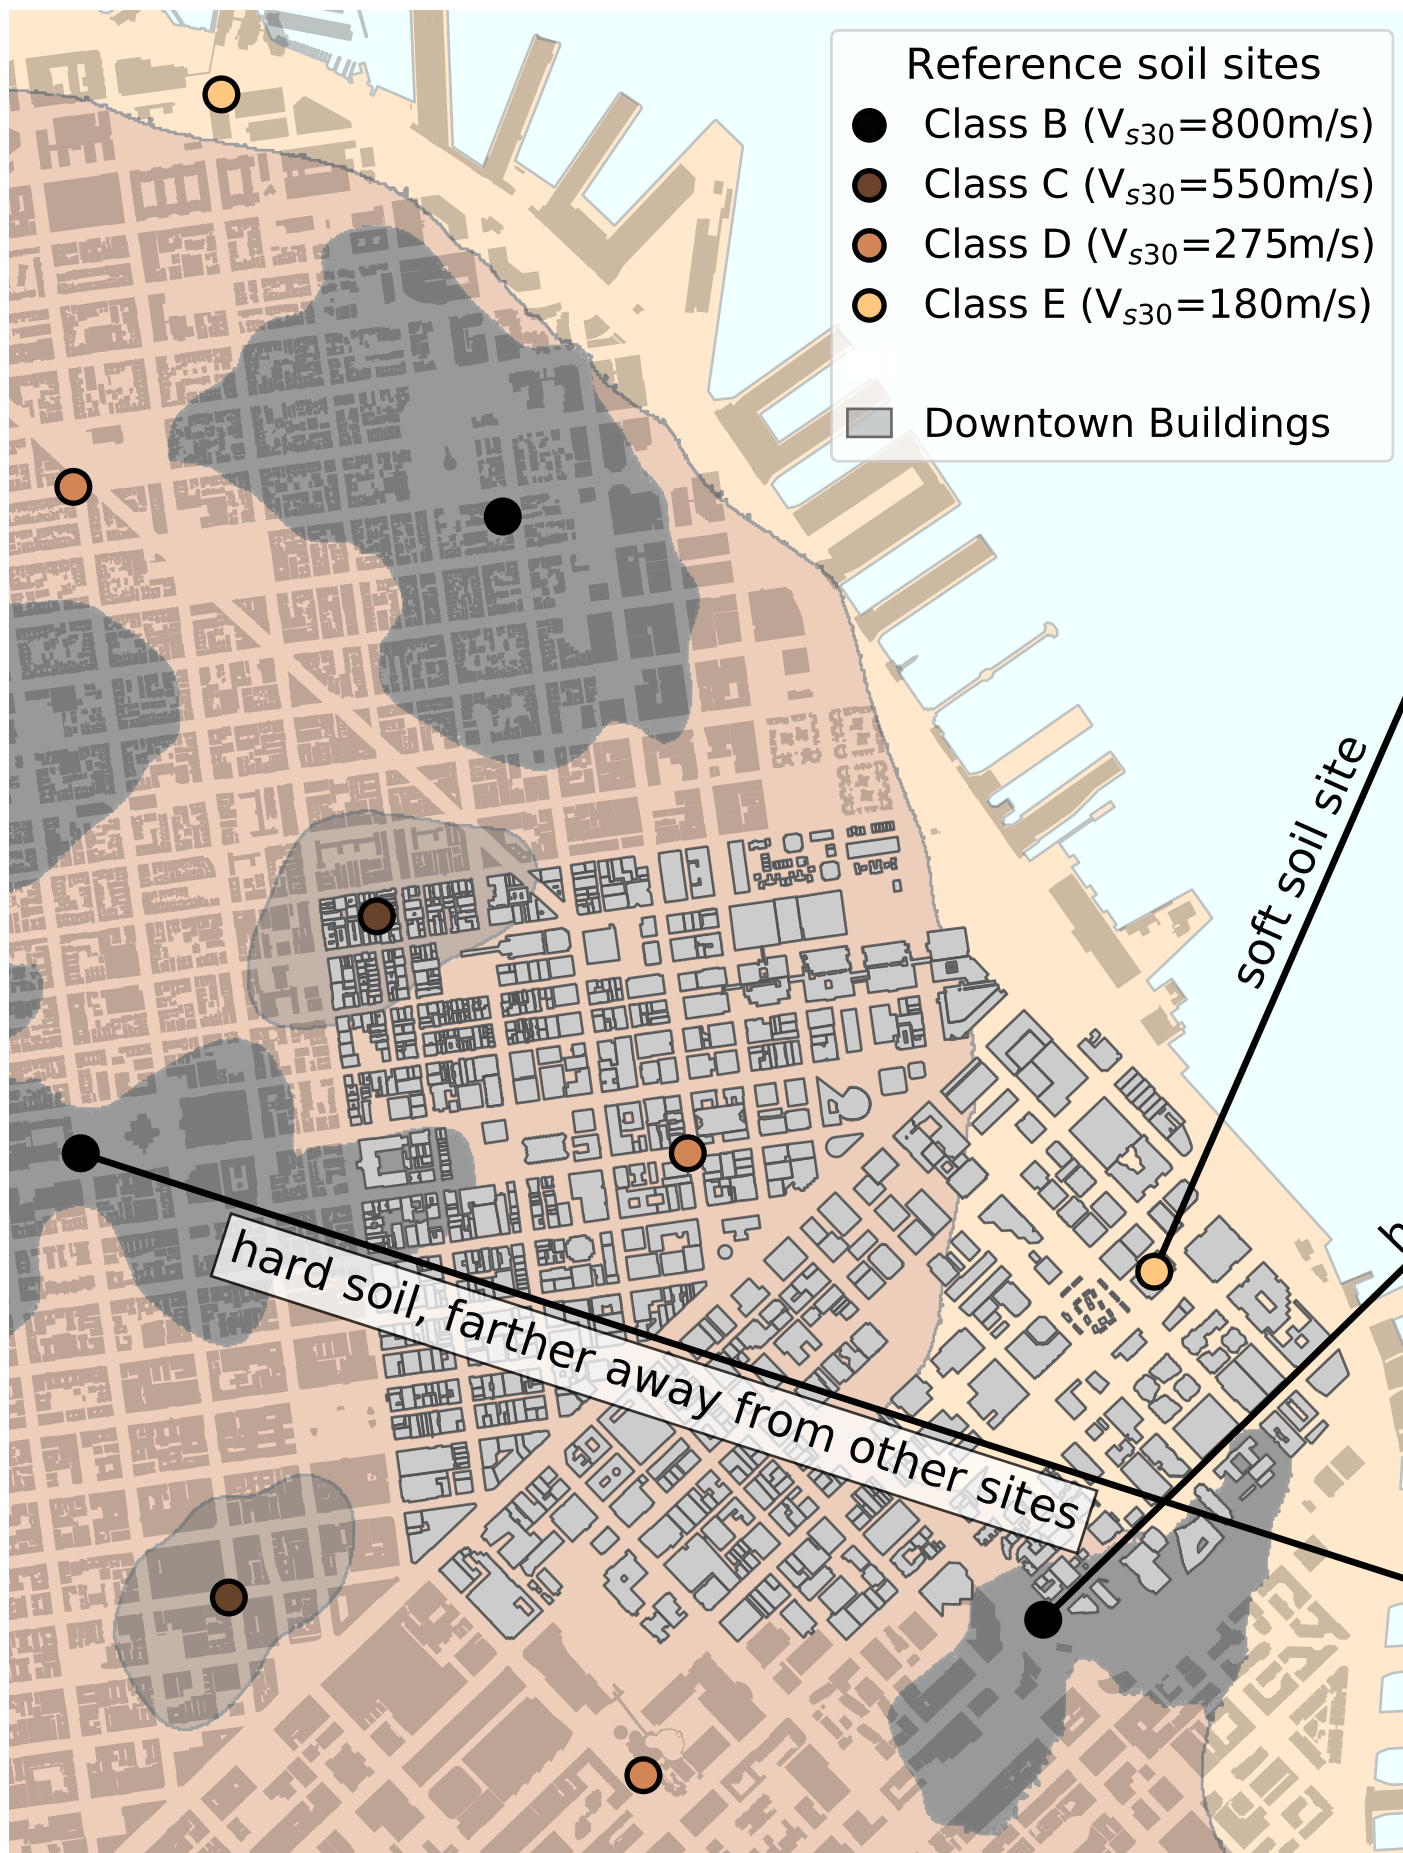 Reference soil sites
Class B (Vs30=800m/s)
Class C (Vs30=550m/s)
Class D (Vs30=275m/s)
Class E (Vs30=180m/s)
Downtown Buildings
soft soil site
h
hard soil, farther away from other sites